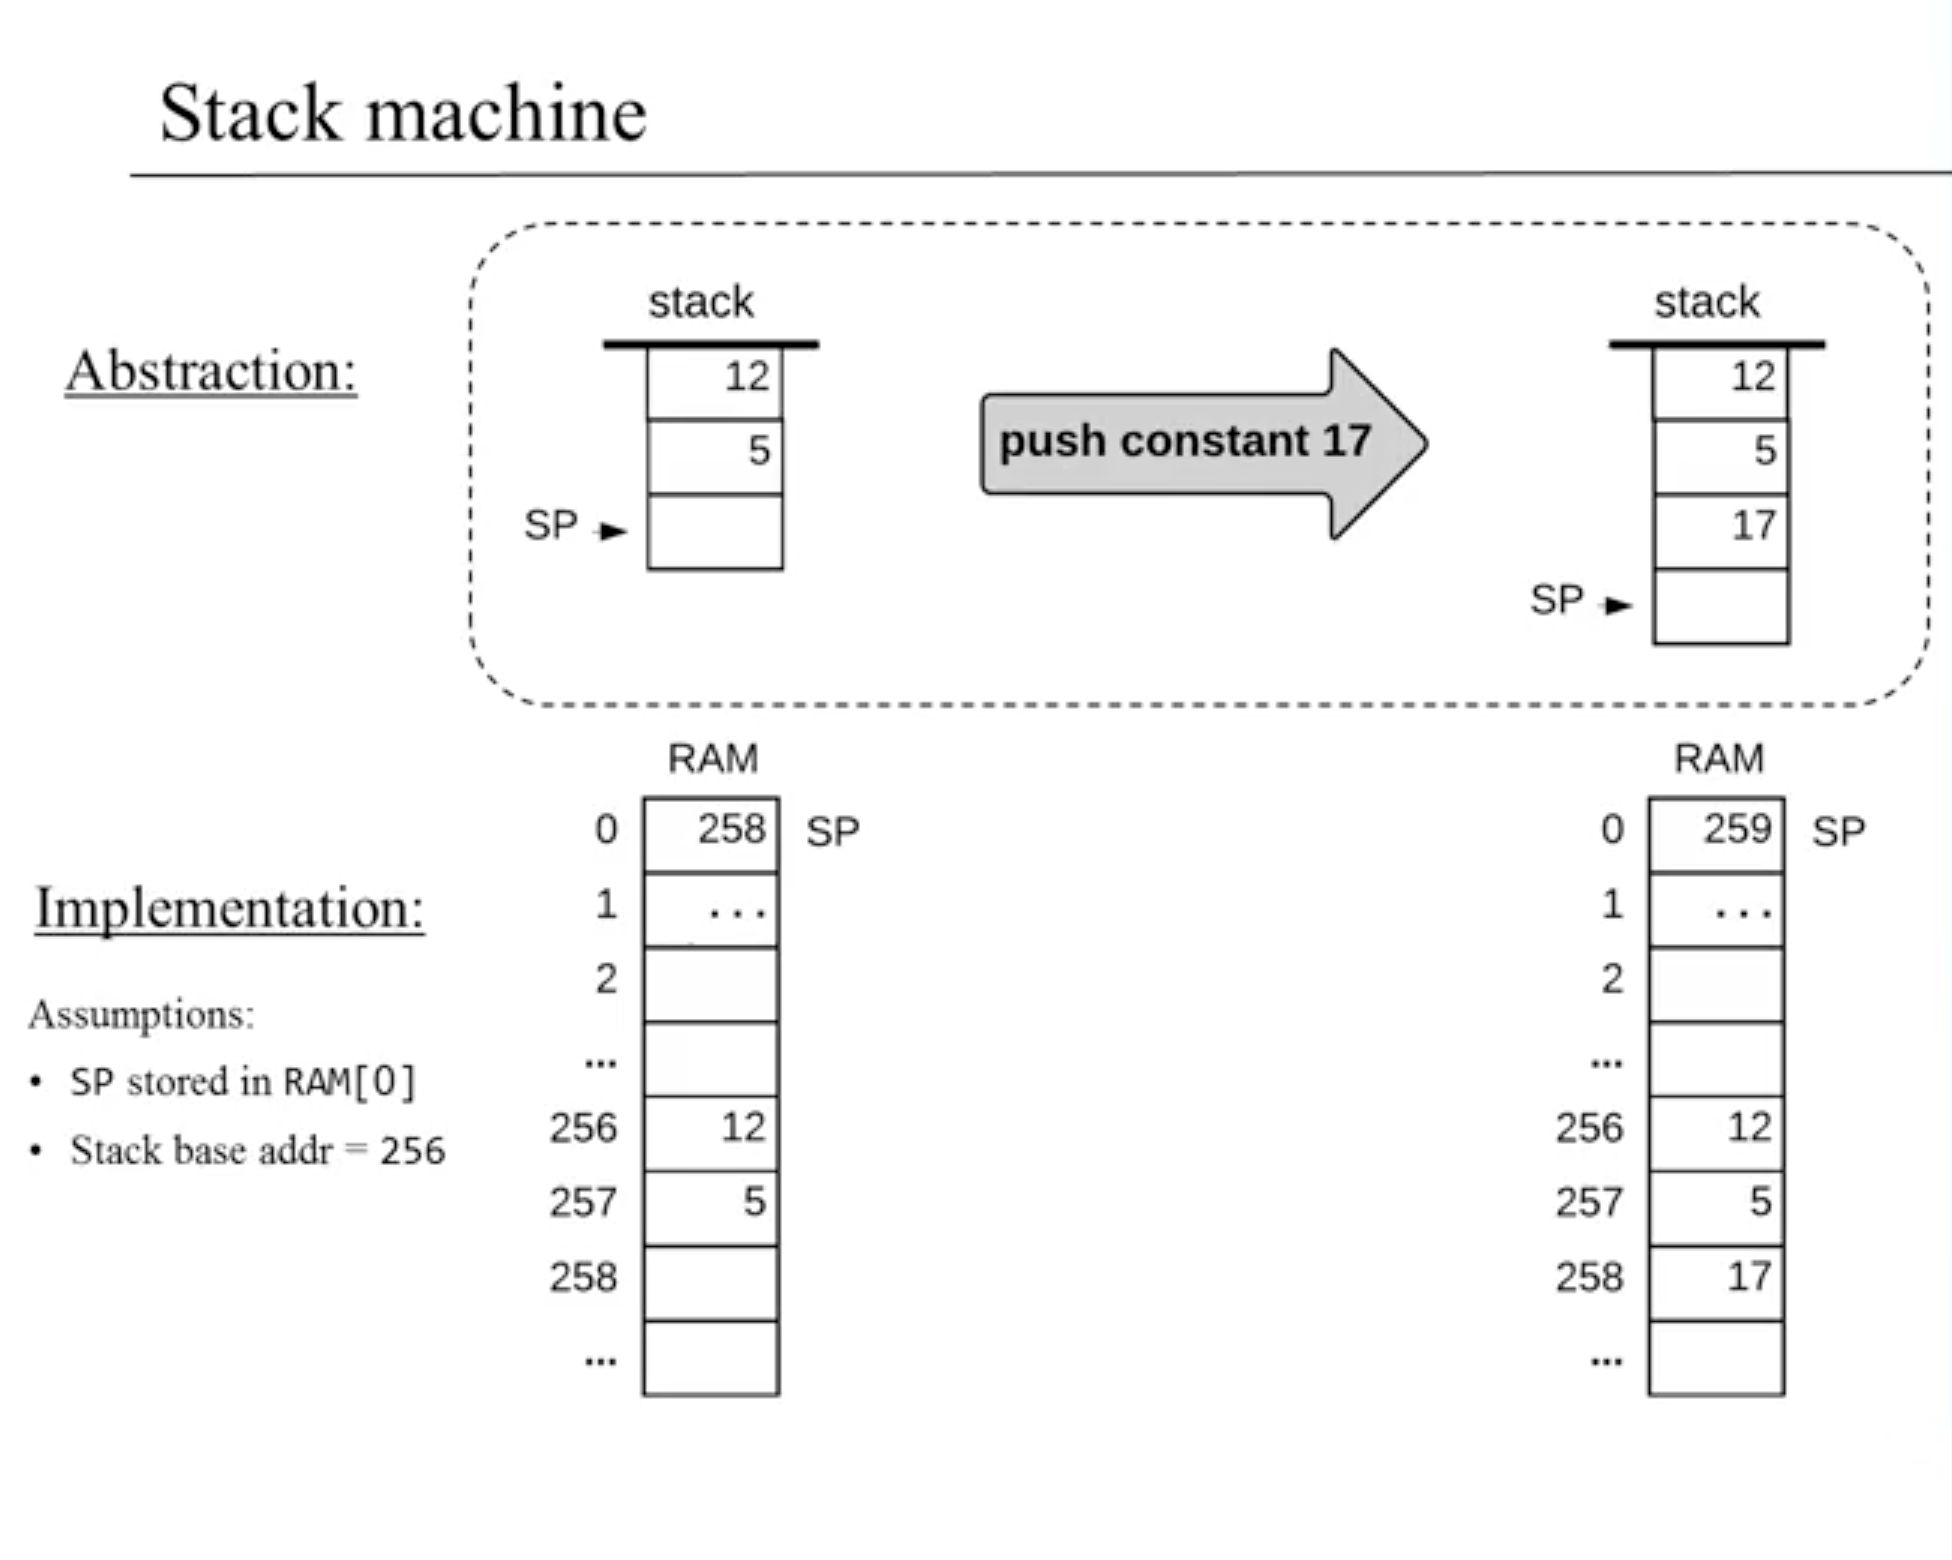 Stack machine
Abstraction:
stack
12
5
SP
push constant 17
stack
12
5
17
SP
Implementation:
Assumptions:
• SP stored in RAM[0]
• Stack base addr = 256
RAM
0 258 SP
1 ...
2
...
256 12
257 5
258
...
RAM
0 259 SP
1 ...
2
...
256 12
257 5
258 17
...